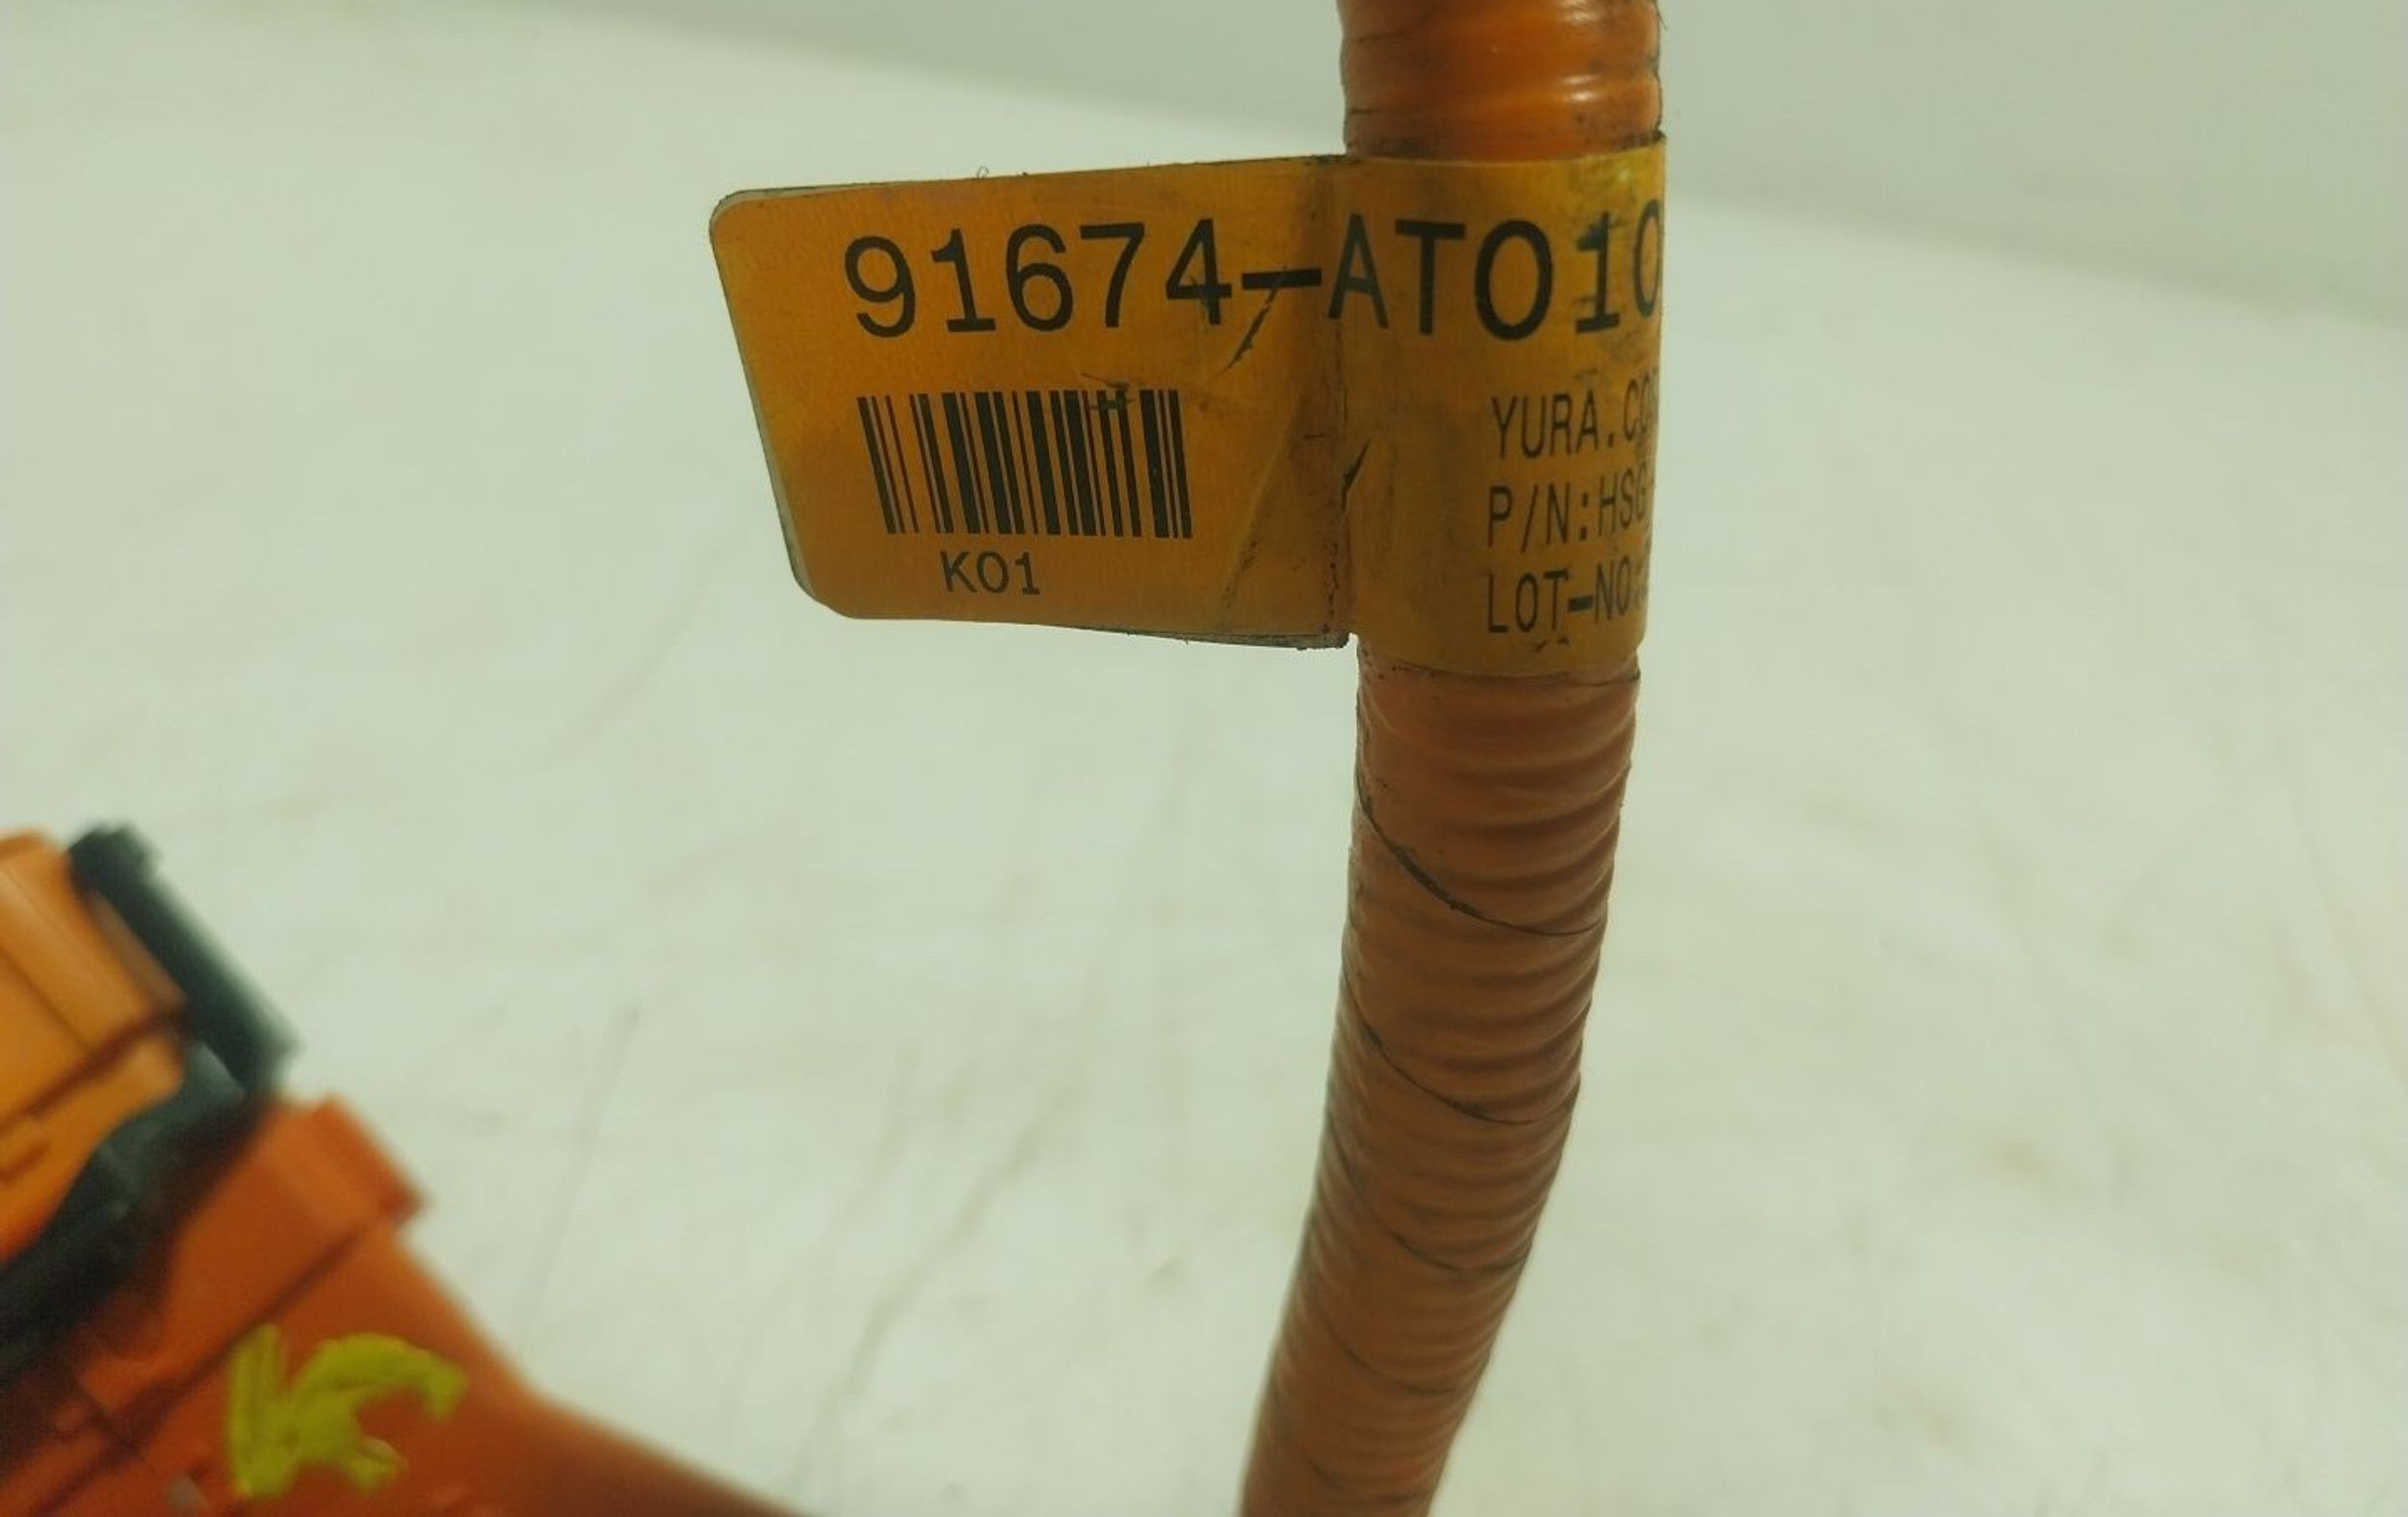 91674-AT010
YURA.CO
P/N:HSG
LOT-NO:
K01